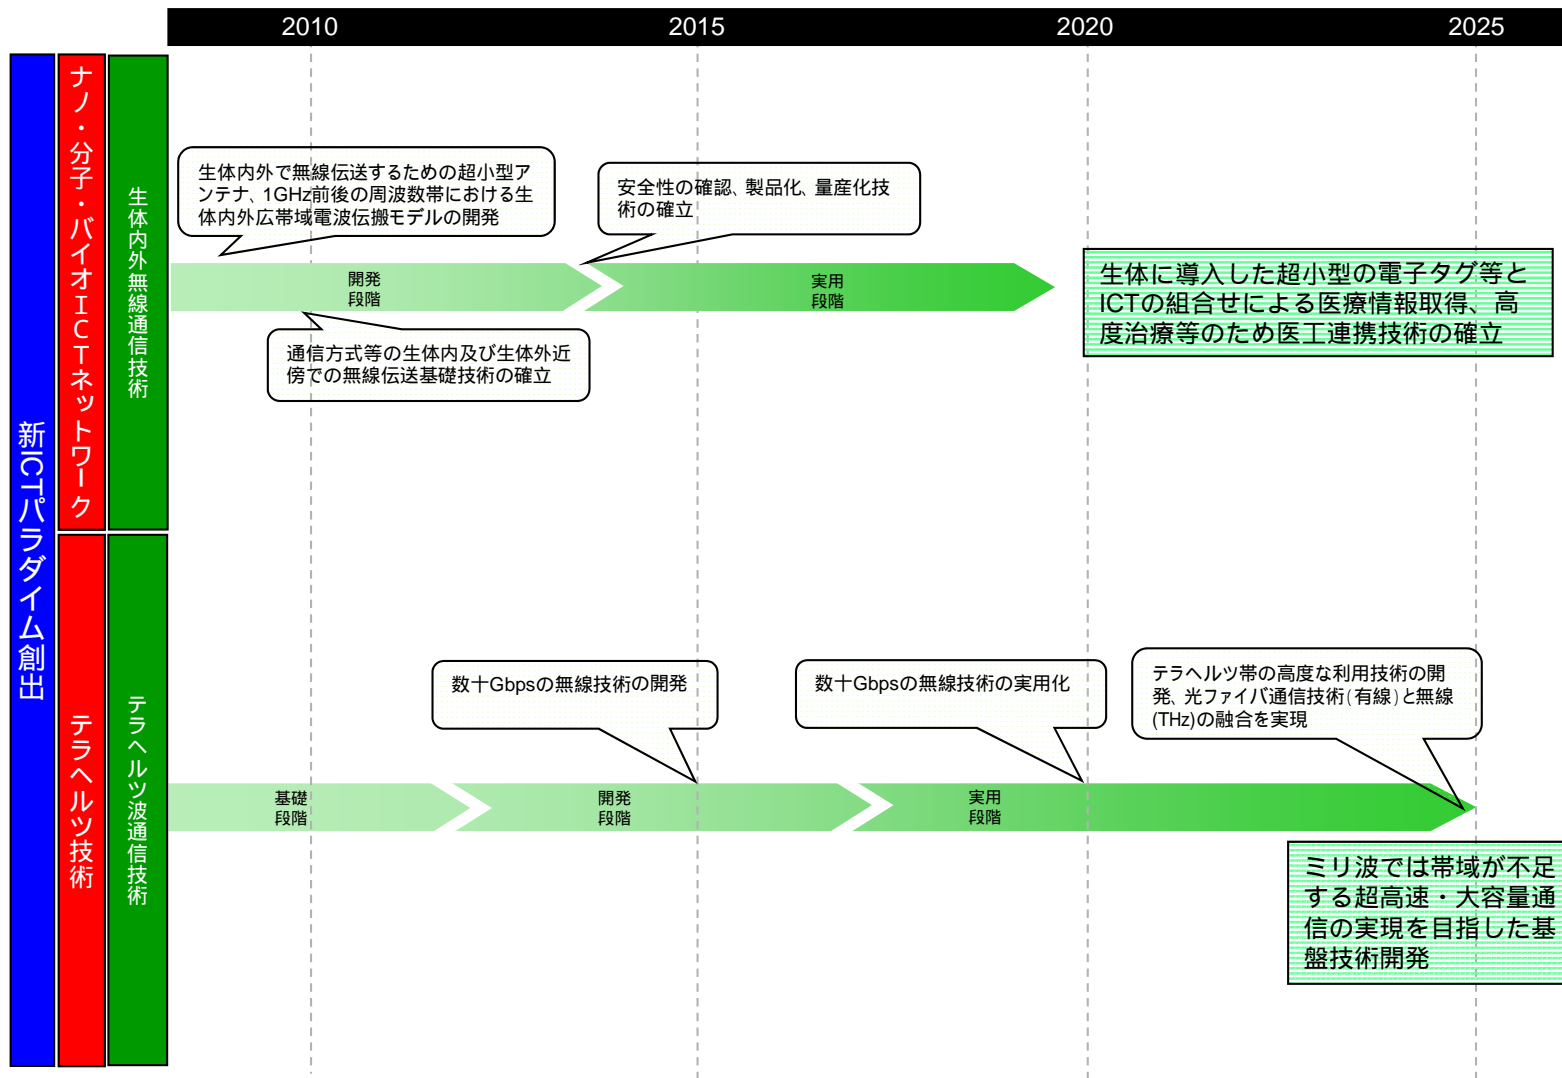 2010
2015
2020
2025
新ICTパラダイム創出
ナノ・分子・バイオICTネットワーク
生体内外無線通信技術
生体内外で無線伝送するための超小型ア
ンテナ、1GHz前後の周波数帯における生
体内外広帯域電波伝搬モデルの開発
安全性の確認、製品化、量産化技
術の確立
開発
段階
実用
段階
生体に導入した超小型の電子タグ等と
ICTの組合せによる医療情報取得、高
度治療等のため医工連携技術の確立
通信方式等の生体内及び生体外近
傍での無線伝送基礎技術の確立
テラヘルツ技術
テラヘルツ波通信技術
数十Gbpsの無線技術の開発
数十Gbpsの無線技術の実用化
テラヘルツ帯の高度な利用技術の開
発、光ファイバ通信技術(有線)と無線
(THz)の融合を実現
基礎
段階
開発
段階
実用
段階
ミリ波では帯域が不足
する超高速・大容量通
信の実現を目指した基
盤技術開発